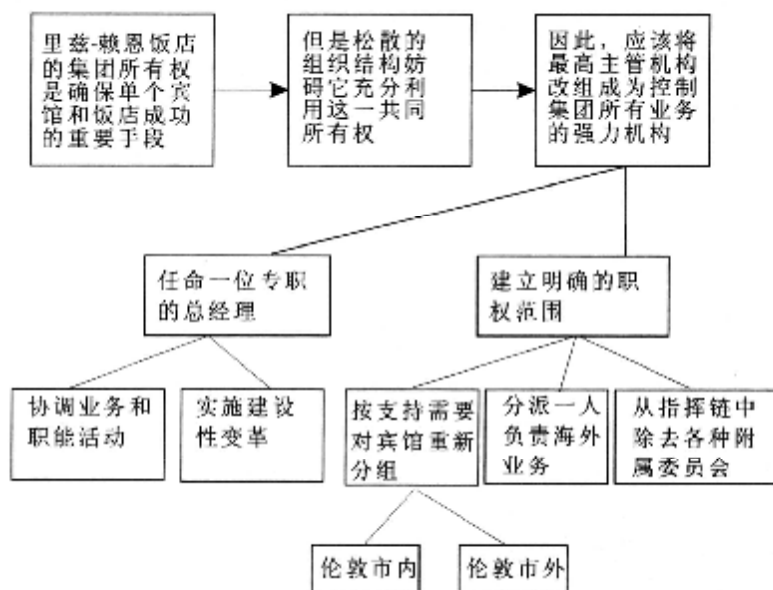 里兹-赖恩饭店
的集团所有权
是确保单个宾
馆和饭店成功
的重要手段
但是松散的
组织结构妨
碍它充分利
用这一共同
所有权
因此，应该将
最高主管机构
改组成为控制
集团所有业务
的强力机构
任命一位专职
的总经理
建立明确的职
权范围
协调业务和
职能活动
实施建设
性变革
按支持需要
对宾馆重新
分组
分派一人
负责海外
业务
从指挥链中
除去各种附
属委员会
伦敦市内
伦敦市外